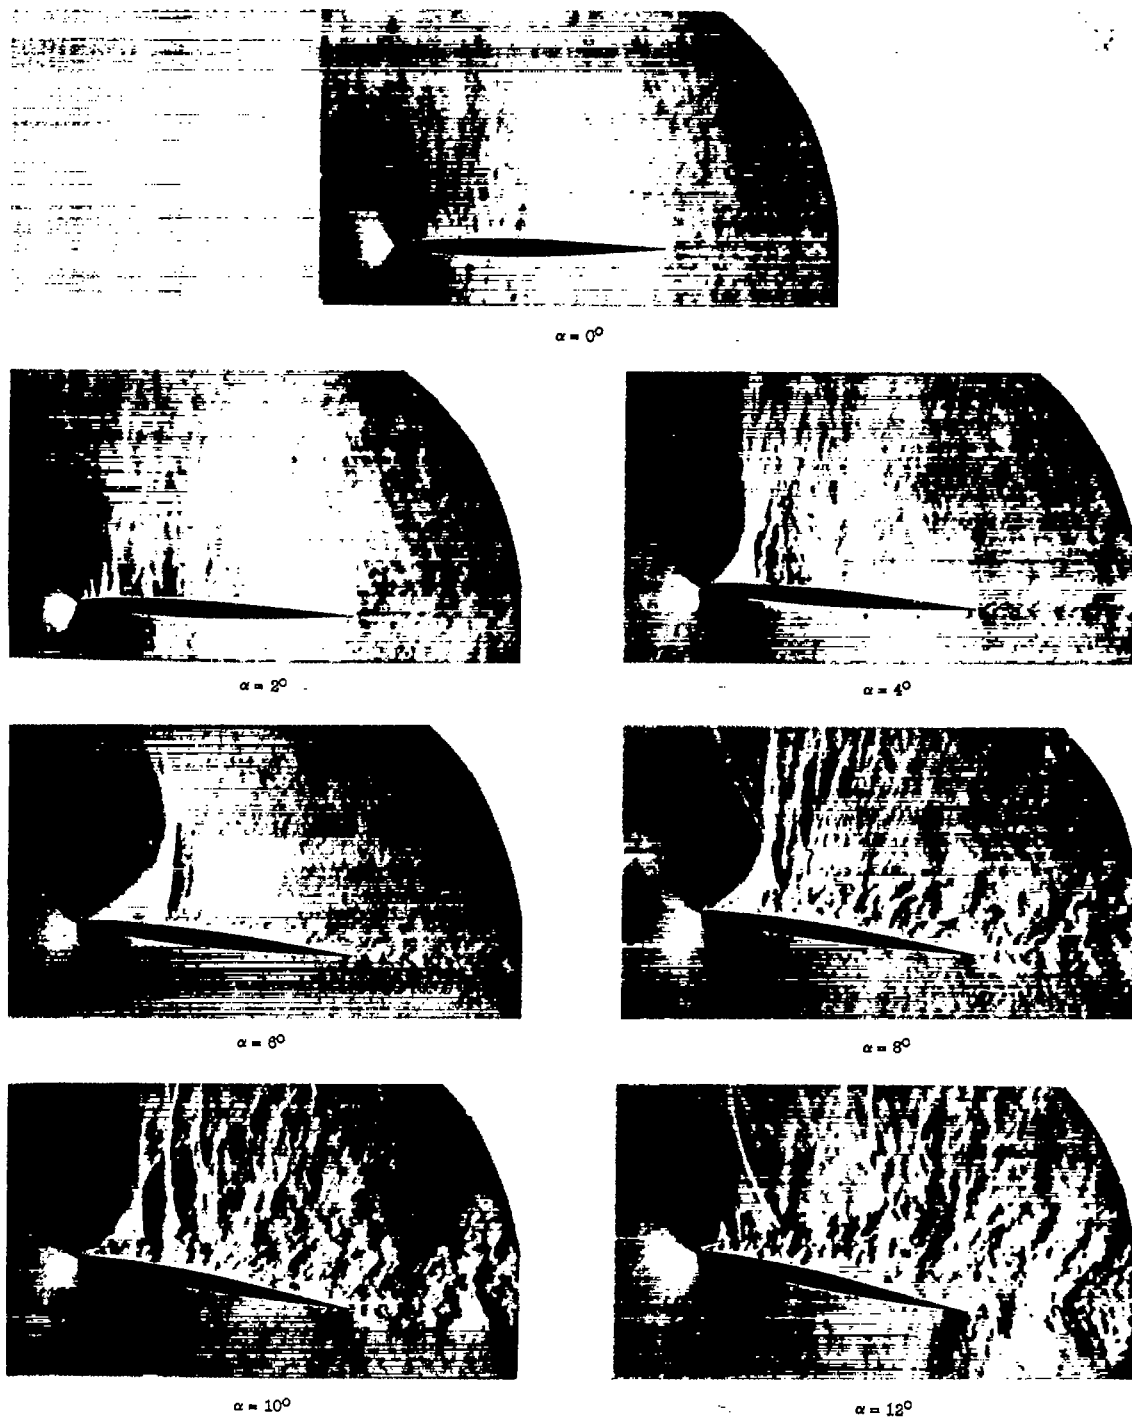 α = 0°
α = 2°
α = 4°
α = 6°
α = 8°
α = 10°
α = 12°